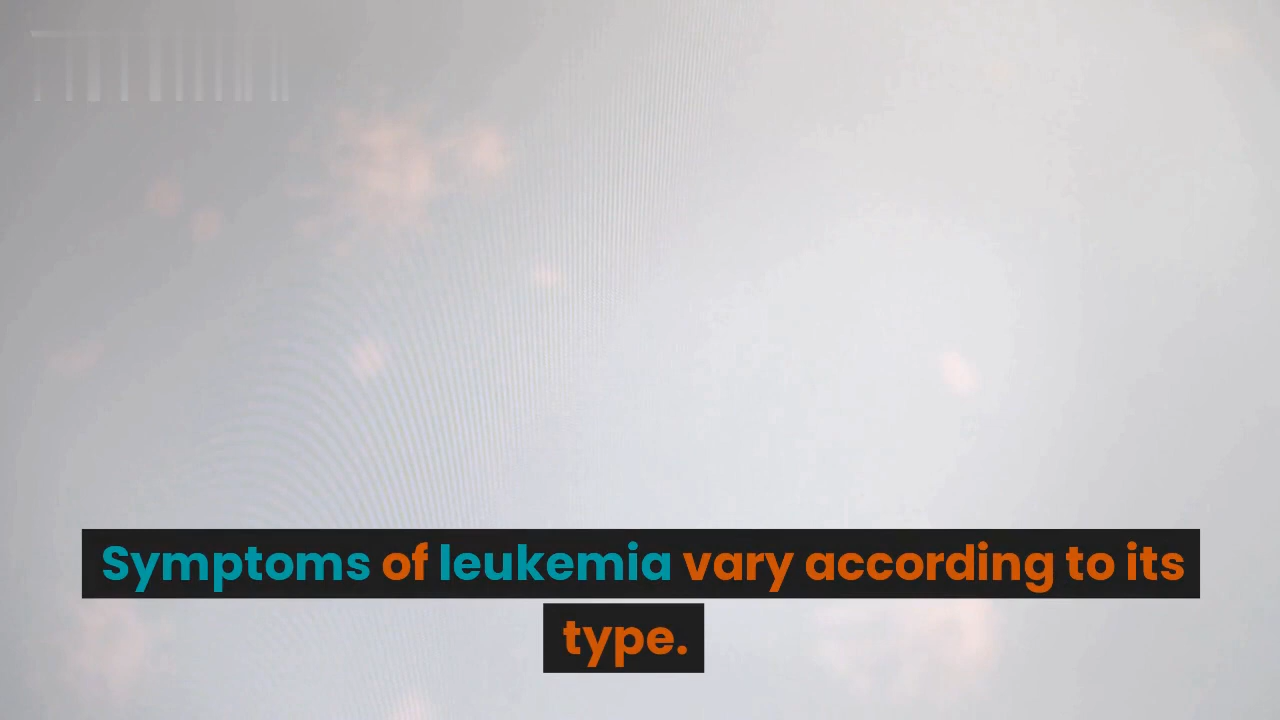 Symptoms of leukemia vary according to its
type.